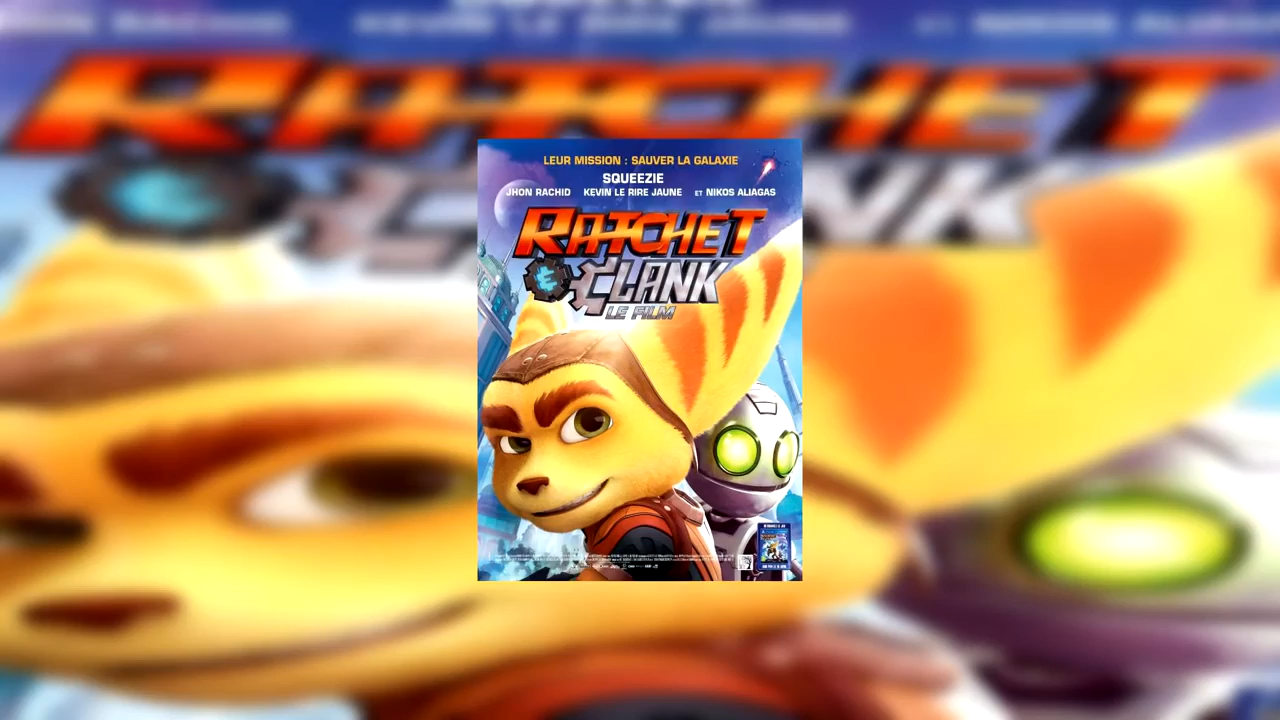 LEUR MISSION : SAUVER LA GALAXIE
SQUEEZIE
JHON RACHID KEVIN LE RIRE JAUNE ET NIKOS ALIAGAS
RATCHET
& CLANK
LE FILM